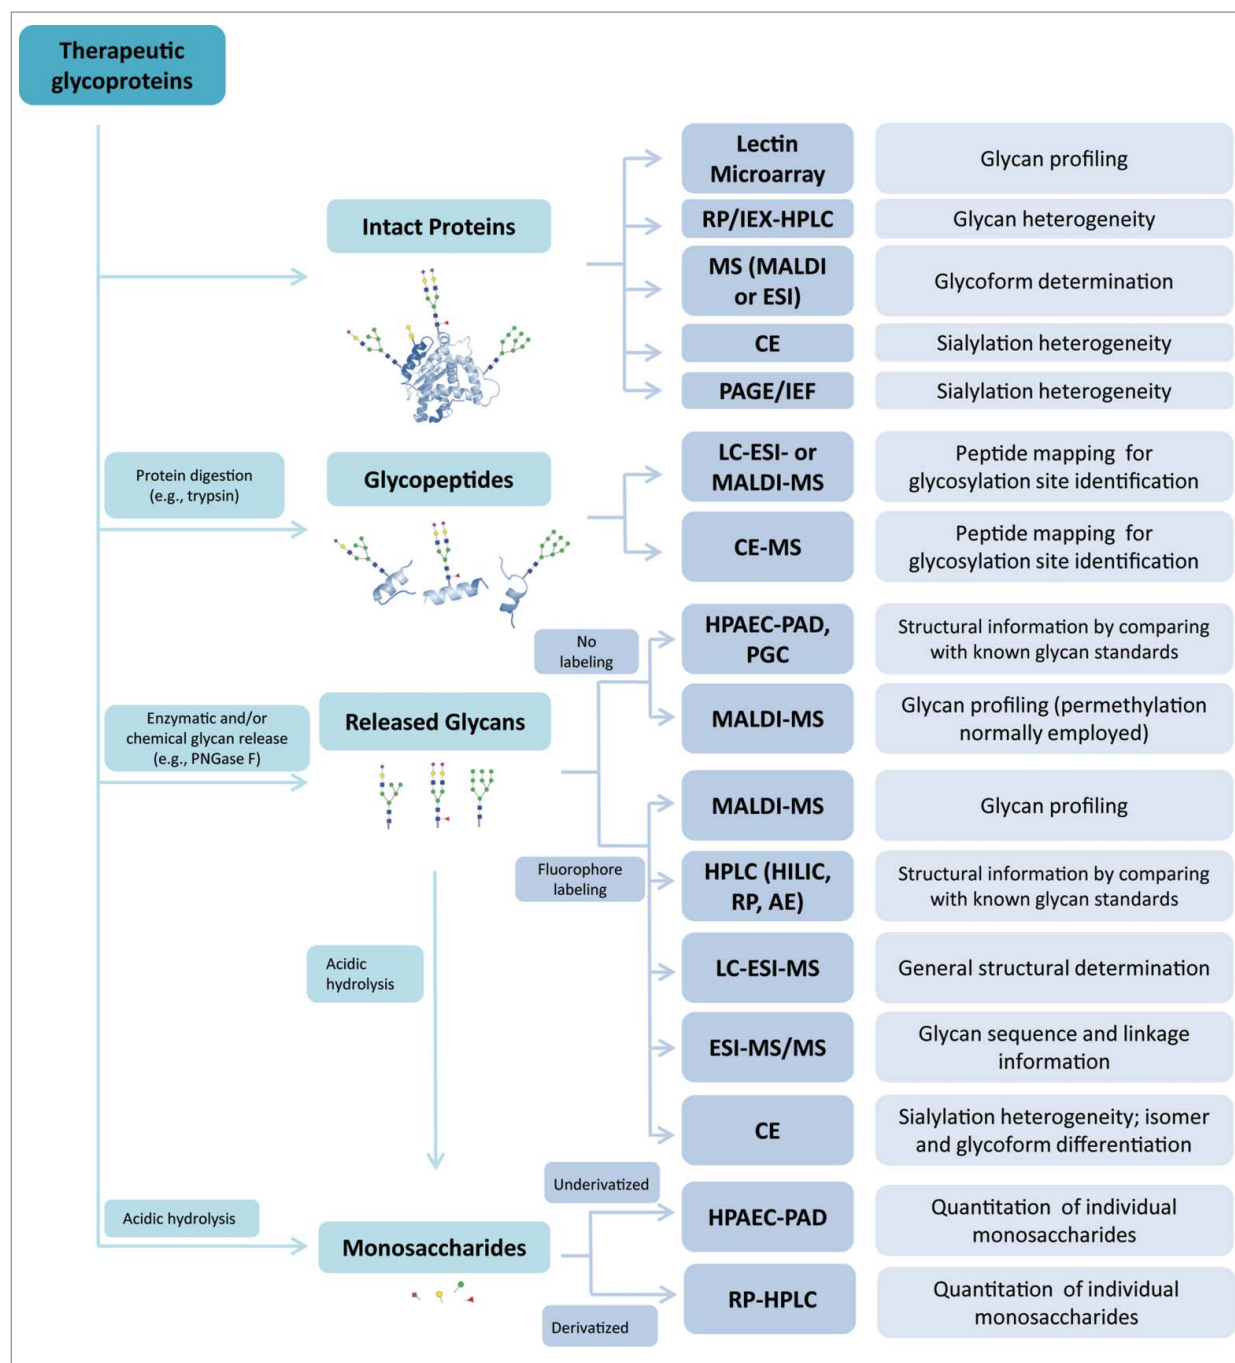 Therapeutic
glycoproteins
Intact Proteins
Lectin
Microarray
Glycan profiling
RP/IEX-HPLC
Glycan heterogeneity
MS (MALDI
or ESI)
Glycoform determination
CE
Sialylation heterogeneity
PAGE/IEF
Sialylation heterogeneity
Protein digestion
(e.g., trypsin)
Glycopeptides
LC-ESI- or
MALDI-MS
Peptide mapping for
glycosylation site identification
CE-MS
Peptide mapping for
glycosylation site identification
Enzymatic and/or
chemical glycan release
(e.g., PNGase F)
Released Glycans
No
labeling
HPAEC-PAD,
PGC
Structural information by comparing
with known glycan standards
MALDI-MS
Glycan profiling (permethylation
normally employed)
Fluorophore
labeling
MALDI-MS
Glycan profiling
HPLC (HILIC,
RP, AE)
Structural information by comparing
with known glycan standards
LC-ESI-MS
General structural determination
ESI-MS/MS
Glycan sequence and linkage
information
CE
Sialylation heterogeneity; isomer
and glycoform differentiation
Acidic
hydrolysis
Acidic hydrolysis
Monosaccharides
Underivatized
HPAEC-PAD
Quantitation of individual
monosaccharides
Derivatized
RP-HPLC
Quantitation of individual
monosaccharides